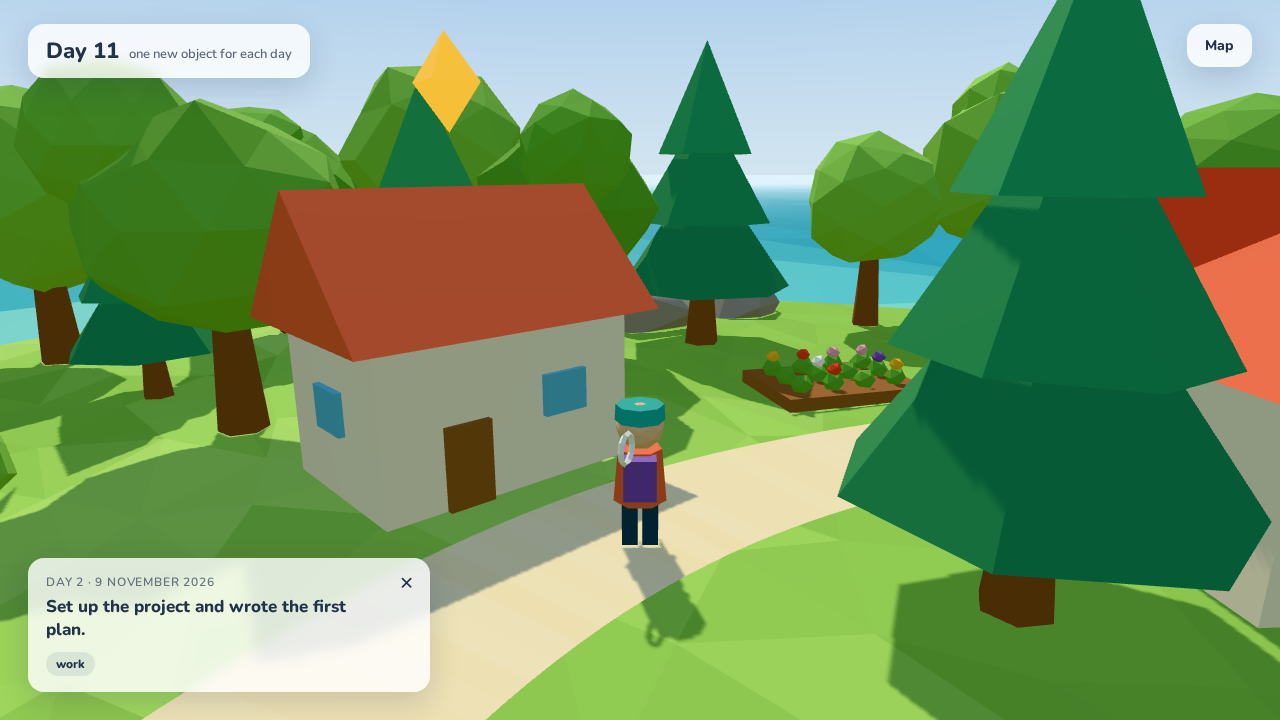 Day 11 one new object for each day
Map
DAY 2 · 9 NOVEMBER 2026
Set up the project and wrote the first
plan.
work